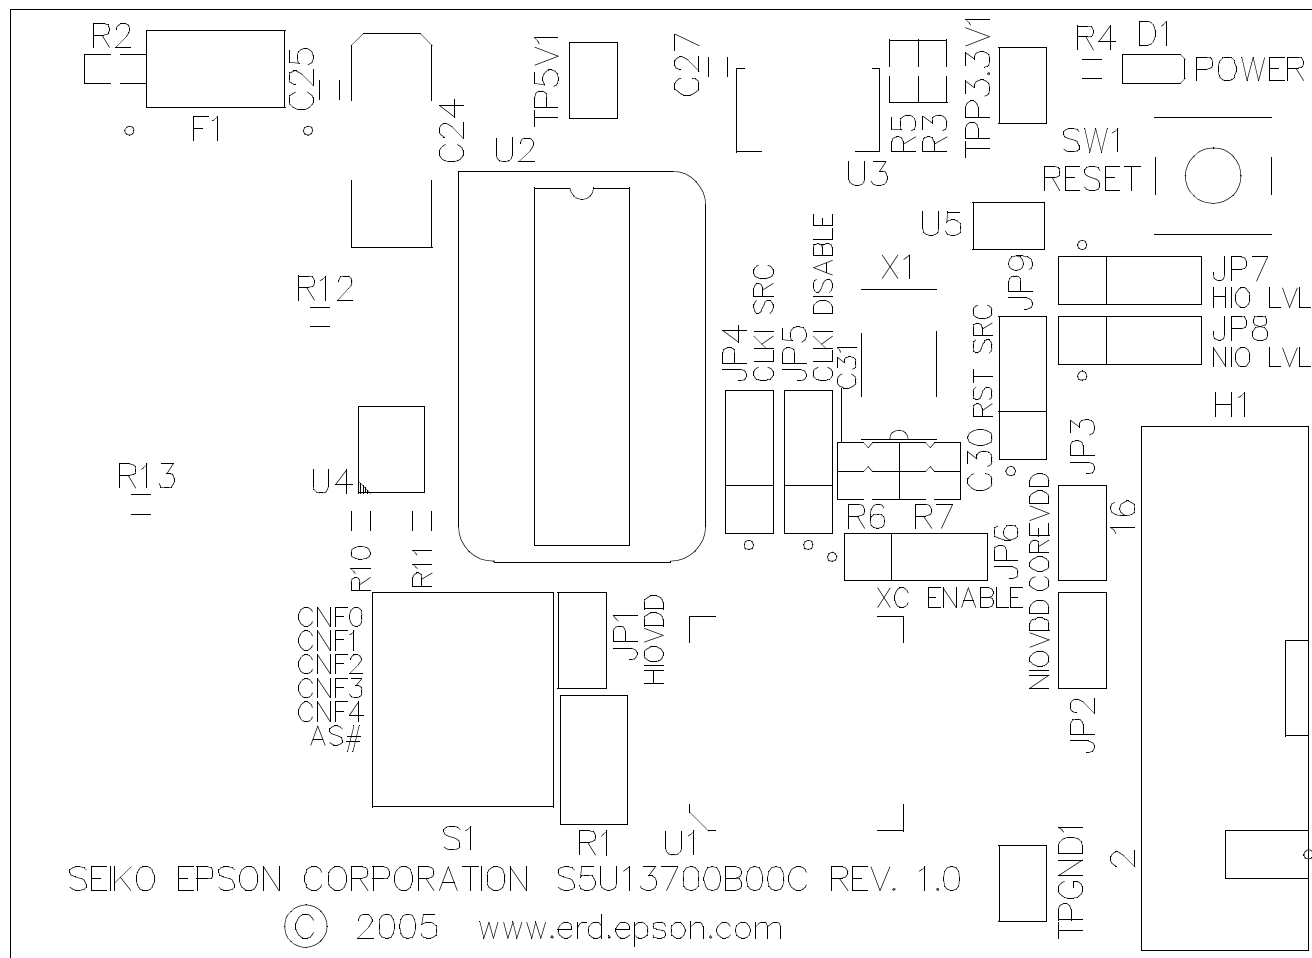 R2
F1
C25
C24
TP5V1
C27
U2
U3
R5
R3
TPP3.3V1
R4
D1
POWER
SW1
RESET
U5
X1
JP9
RST SRC
JP7
HIO LVL
JP8
NIO LVL
R12
JP4
CLKI SRC
JP5
CLKI DISABLE
C31
C30
H1
R13
U4
R10
R11
R6
R7
JP3
COREVDD
16
JP6
XC ENABLE
CNF0
CNF1
CNF2
CNF3
CNF4
AS#
JP1
HIOVDD
NIOVDD
JP2
S1
R1
U1
TPGND1
2
SEIKO EPSON CORPORATION S5U13700B00C REV. 1.0
© 2005 www.erd.epson.com